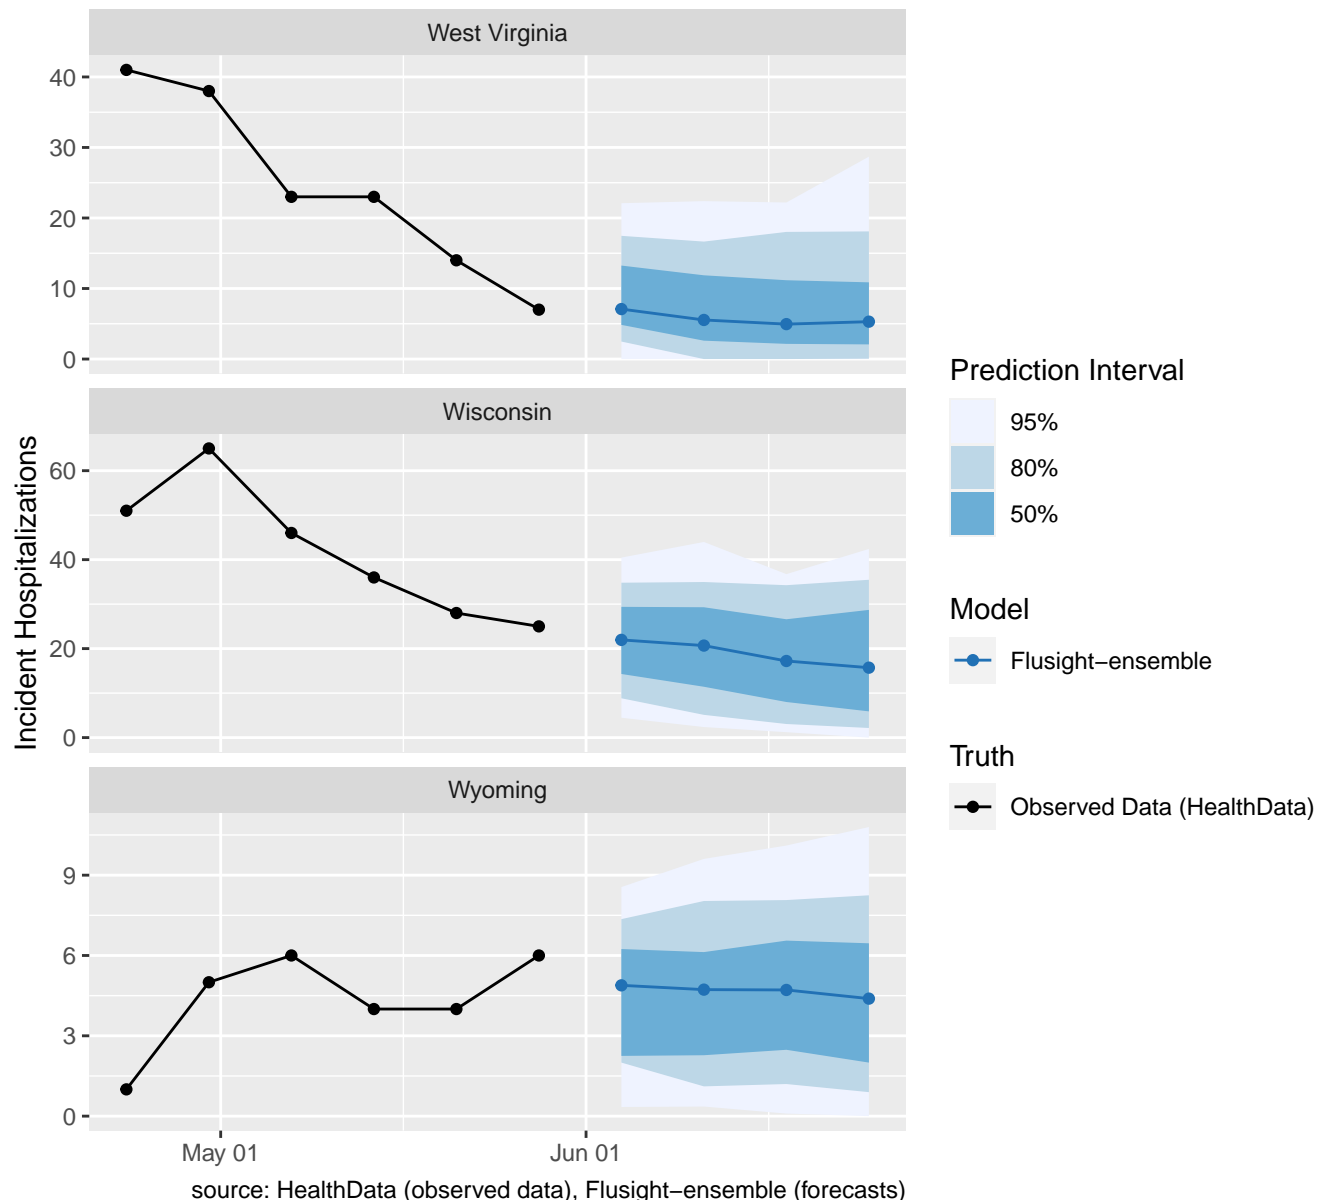 West Virginia
40
30
20
10
0
Wisconsin
60
40
20
0
Wyoming
9
6
3
0
May 01
Jun 01
Incident Hospitalizations
source: HealthData (observed data), Flusight−ensemble (forecasts)
Prediction Interval
95%
80%
50%
Model
Flusight−ensemble
Truth
Observed Data (HealthData)